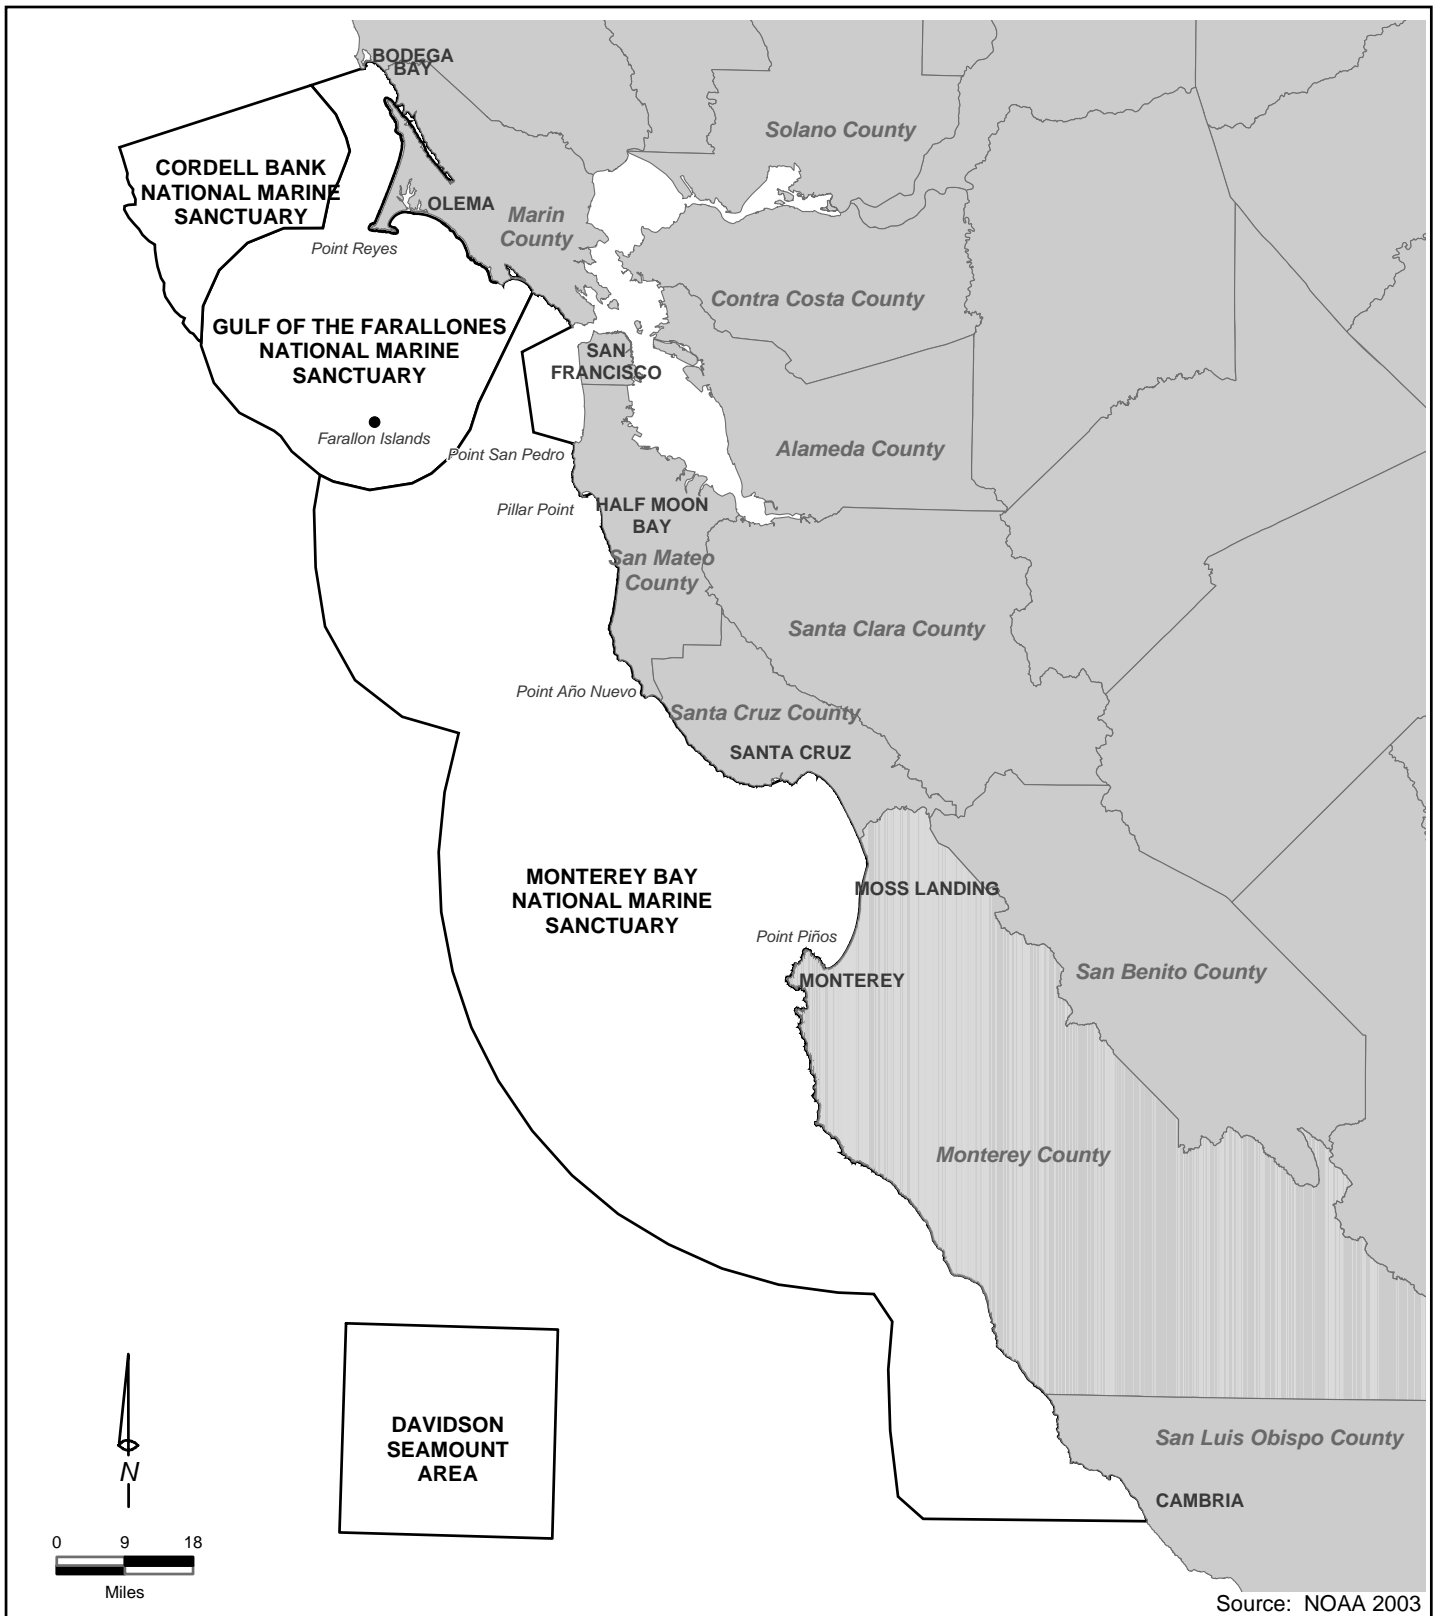 BODEGA
BAY
Solano County
CORDELL BANK
NATIONAL MARINE
SANCTUARY
OLEMA
Marin
County
Point Reyes
Contra Costa County
GULF OF THE FARALLONES
NATIONAL MARINE
SANCTUARY
SAN
FRANCISCO
Farallon Islands
Point San Pedro
Alameda County
Pillar Point
HALF MOON
BAY
San Mateo
County
Santa Clara County
Point Año Nuevo
Santa Cruz County
SANTA CRUZ
MONTEREY BAY
NATIONAL MARINE
SANCTUARY
MOSS LANDING
Point Piños
MONTEREY
San Benito County
Monterey County
DAVIDSON
SEAMOUNT
AREA
San Luis Obispo County
CAMBRIA
N
0 9 18
Miles
Source: NOAA 2003